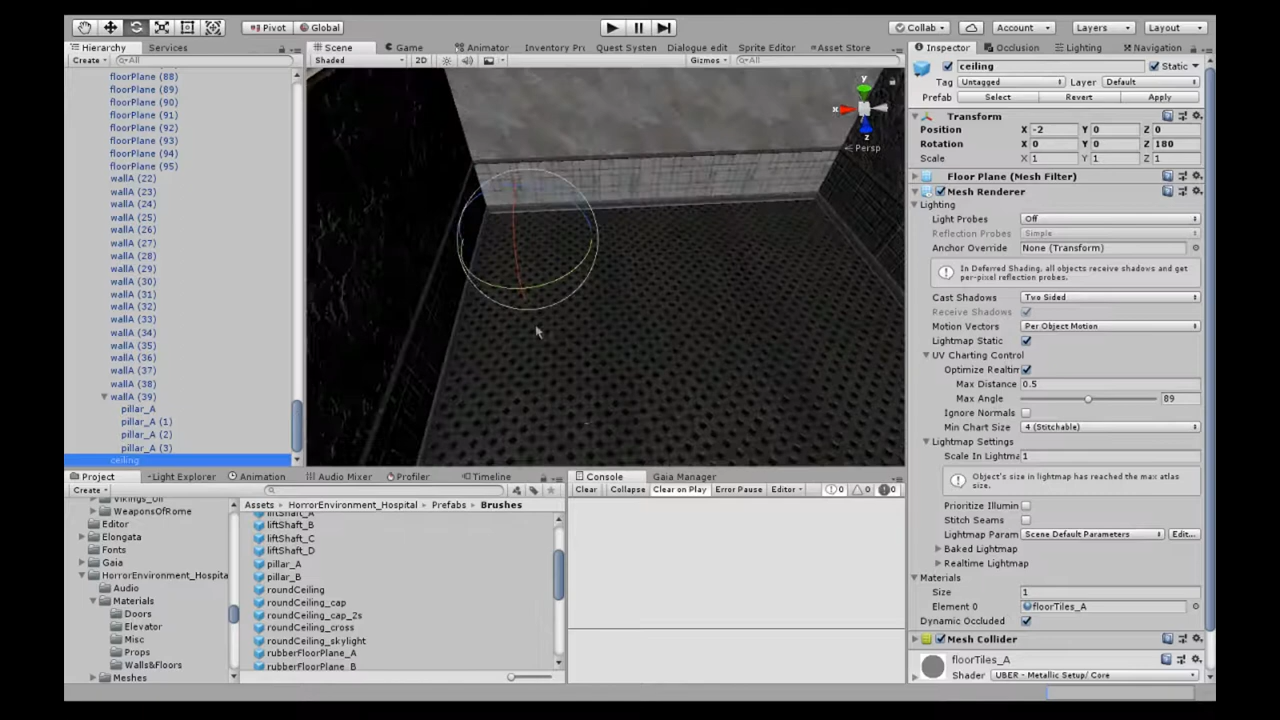 Pivot Global Collab Account Layers Layout
Hierarchy Services
Create All
floorPlane (88)
floorPlane (89)
floorPlane (90)
floorPlane (91)
floorPlane (92)
floorPlane (93)
floorPlane (94)
floorPlane (95)
wallA (22)
wallA (23)
wallA (24)
wallA (25)
wallA (26)
wallA (27)
wallA (28)
wallA (29)
wallA (30)
wallA (31)
wallA (32)
wallA (33)
wallA (34)
wallA (35)
wallA (36)
wallA (37)
wallA (38)
wallA (39)
pillar_A
pillar_A (1)
pillar_A (2)
pillar_A (3)
ceiling
Scene Game Animator Inventory Pr Quest Systen Dialogue edit Sprite Editor Asset Store
Shaded 2D Gizmos All
y
x
z
Persp
Inspector Occlusion Lighting Navigation
ceiling Static
Tag Untagged Layer Default
Prefab Select Revert Apply
Transform
Position X -2 Y 0 Z 0
Rotation X 0 Y 0 Z 180
Scale X 1 Y 1 Z 1
Floor Plane (Mesh Filter)
Mesh Renderer
Lighting
Light Probes Off
Reflection Probes Simple
Anchor Override None (Transform)
In Deferred Shading, all objects receive shadows and get
per-pixel reflection probes.
Cast Shadows Two Sided
Receive Shadows
Motion Vectors Per Object Motion
Lightmap Static
UV Charting Control
Optimize Realtim
Max Distance 0.5
Max Angle 89
Ignore Normals
Min Chart Size 4 (Stitchable)
Lightmap Settings
Scale In Lightma 1
Object's size in lightmap has reached the max atlas
size.
Prioritize Illumin
Stitch Seams
Lightmap Param Scene Default Parameters Edit...
Baked Lightmap
Realtime Lightmap
Materials
Size 1
Element 0 floorTiles_A
Dynamic Occluded
Mesh Collider
floorTiles_A
Shader UBER - Metallic Setup/ Core
Project Light Explorer Animation Audio Mixer Profiler Timeline
Create
WeaponsOfRome
Editor
Elongata
Fonts
Gaia
HorrorEnvironment_Hospita
Audio
Materials
Doors
Elevator
Misc
Props
Walls&Floors
Meshes
Assets HorrorEnvironment_Hospital Prefabs Brushes
liftShaft_A
liftShaft_B
liftShaft_C
liftShaft_D
pillar_A
pillar_B
roundCeiling
roundCeiling_cap
roundCeiling_cap_2s
roundCeiling_cross
roundCeiling_skylight
rubberFloorPlane_A
rubberFloorPlane_B
Console Gaia Manager
Clear Collapse Clear on Play Error Pause Editor 0 0 0